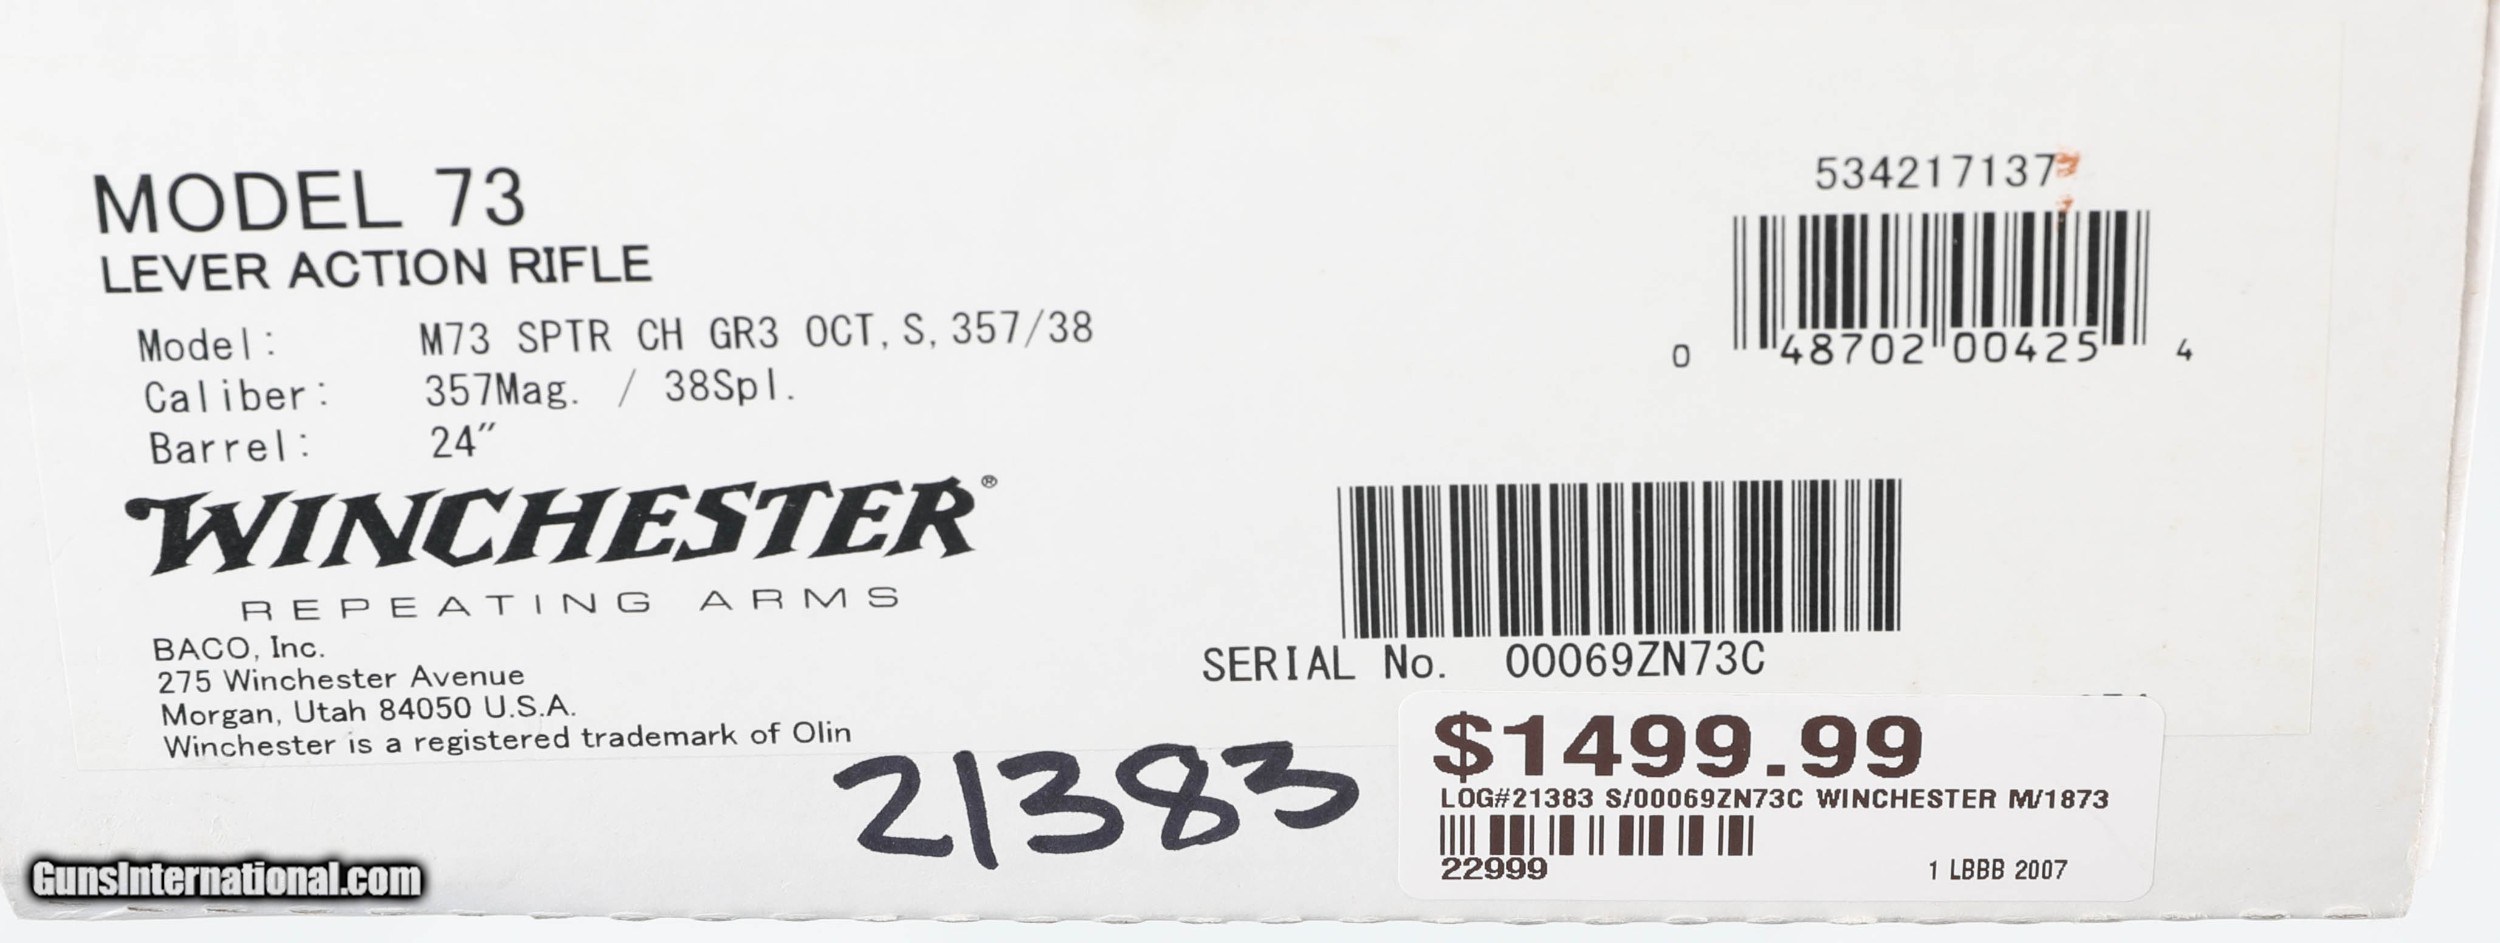 MODEL 73
LEVER ACTION RIFLE
Model: M73 SPTR CH GR3 OCT, S, 357/38
Caliber: 357Mag. / 38Spl.
Barrel: 24"
WINCHESTER®
REPEATING ARMS
BACO, Inc.
275 Winchester Avenue
Morgan, Utah 84050 U.S.A.
Winchester is a registered trademark of Olin
534217137
0 48702 00425 4
SERIAL No. 00069ZN73C
21383
$1499.99
LOG#21383 S/00069ZN73C WINCHESTER M/1873
22999
1 LBBB 2007
GunsInternational.com